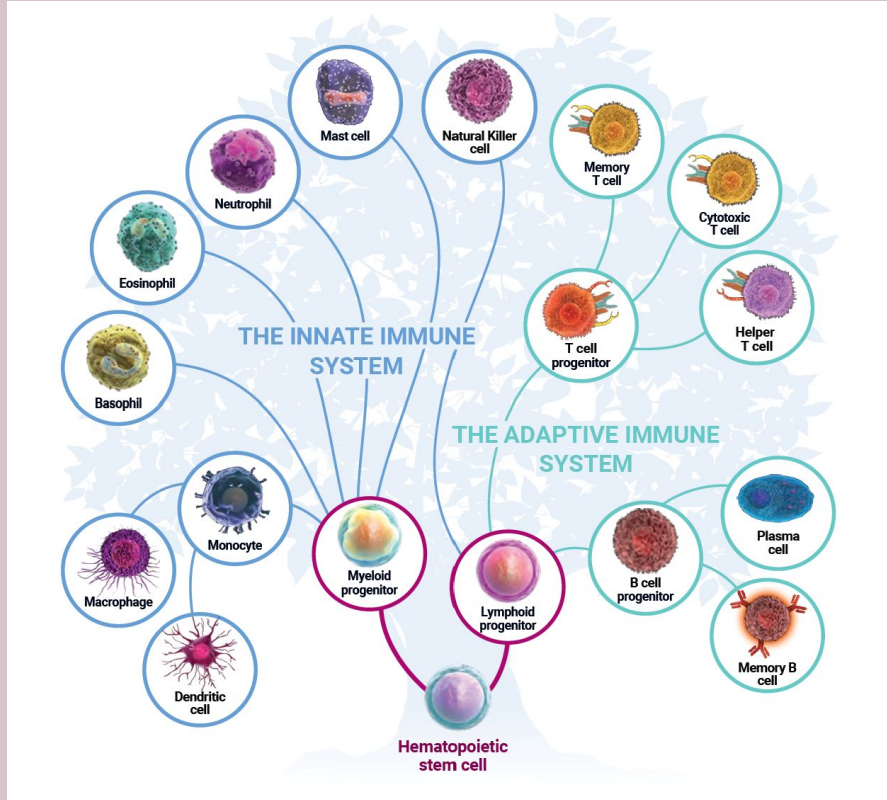 Mast cell
Natural Killer
cell
Neutrophil
Memory
T cell
Cytotoxic
T cell
Eosinophil
THE INNATE IMMUNE
SYSTEM
T cell
progenitor
Helper
T cell
Basophil
THE ADAPTIVE IMMUNE
SYSTEM
Monocyte
Macrophage
Dendritic
cell
Myeloid
progenitor
Lymphoid
progenitor
B cell
progenitor
Plasma
cell
Memory B
cell
Hematopoietic
stem cell